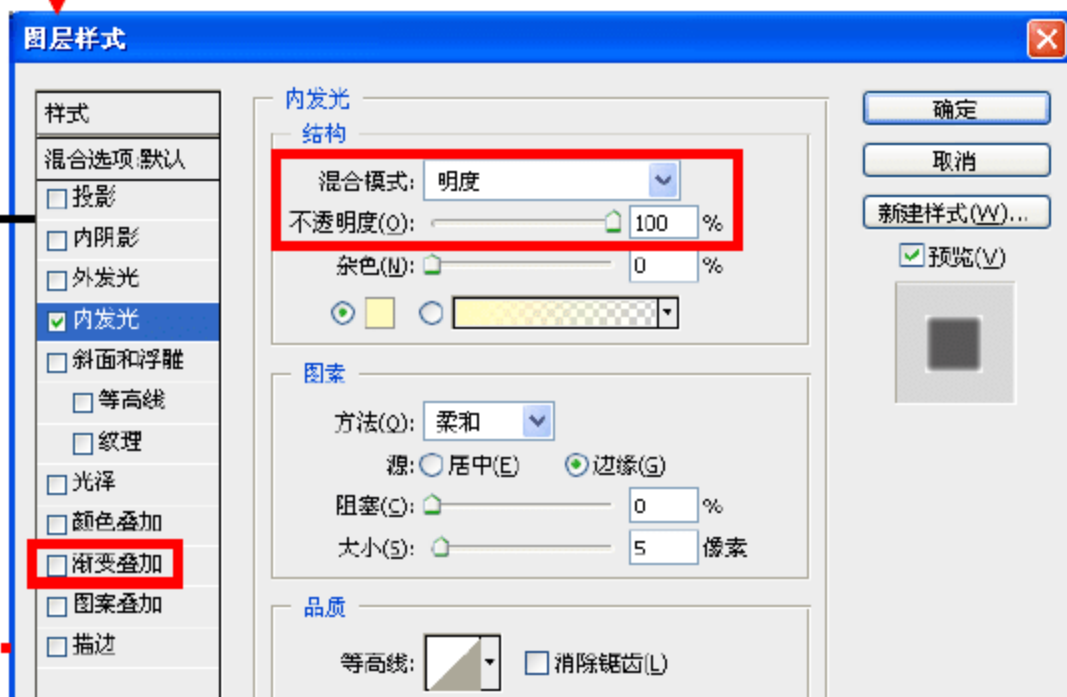 图层样式
样式
混合选项:默认
投影
内阴影
外发光
内发光
斜面和浮雕
等高线
纹理
光泽
颜色叠加
渐变叠加
图案叠加
描边
内发光
结构
混合模式: 明度
不透明度(O): 100 %
杂色(N): 0 %
图素
方法(Q): 柔和
源: 居中(E) 边缘(G)
阻塞(C): 0 %
大小(S): 5 像素
品质
等高线: 消除锯齿(L)
确定
取消
新建样式(W)...
预览(V)